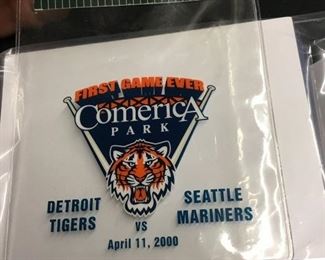 FIRST GAME EVER
ComericA
PARK
DETROIT
TIGERS
vs
SEATTLE
MARINERS
April 11, 2000